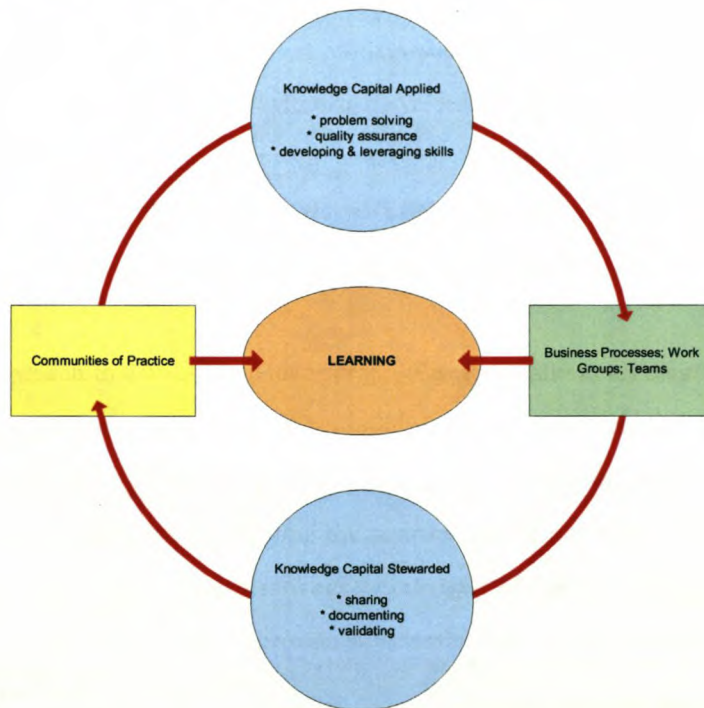 Knowledge Capital Applied
* problem solving
* quality assurance
* developing & leveraging skills
Communities of Practice
LEARNING
Business Processes; Work
Groups; Teams
Knowledge Capital Stewarded
* sharing
* documenting
* validating